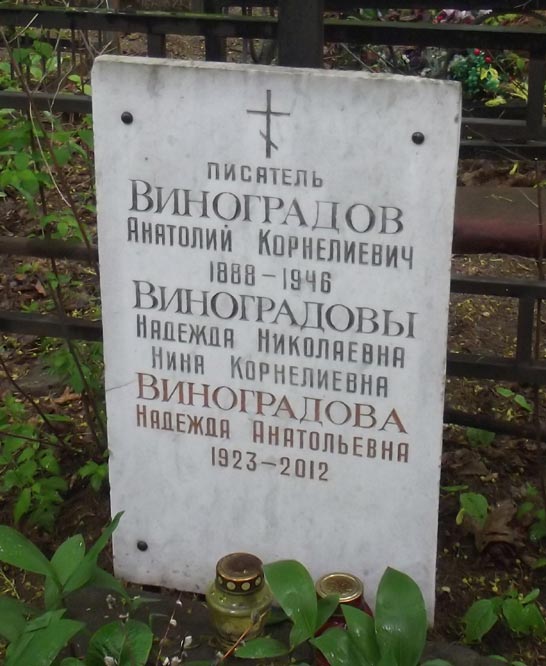 ПИСАТЕЛЬ
ВИНОГРАДОВ
АНАТОЛИЙ КОРНЕЛИЕВИЧ
1888–1946
ВИНОГРАДОВЫ
НАДЕЖДА НИКОЛАЕВНА
НИНА КОРНЕЛИЕВНА
ВИНОГРАДОВА
НАДЕЖДА АНАТОЛЬЕВНА
1923–2012